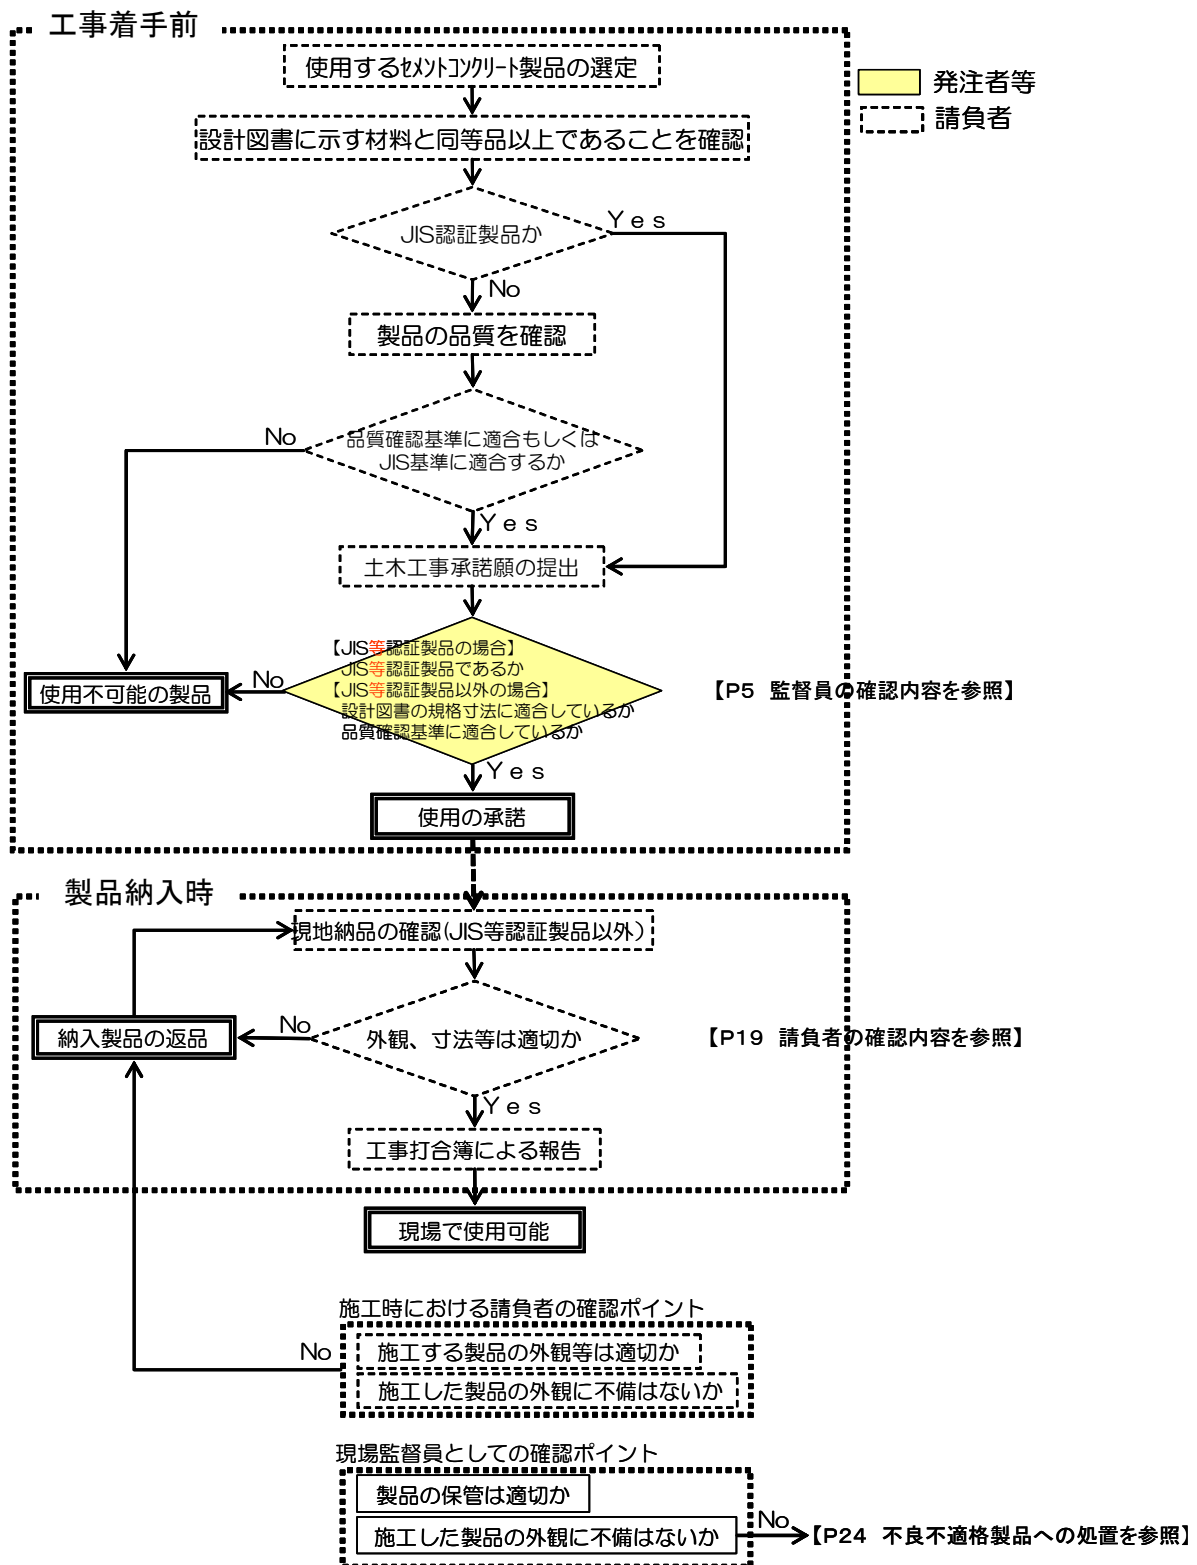 工事着手前
使用するｾﾒﾝﾄｺﾝｸﾘｰﾄ製品の選定
発注者等
請負者
設計図書に示す材料と同等品以上であることを確認
JIS認証製品か
Yes
No
製品の品質を確認
品質確認基準に適合もしくは
JIS基準に適合するか
No
Yes
土木工事承諾願の提出
【JIS等認証製品の場合】
JIS等認証製品であるか
【JIS等認証製品以外の場合】
設計図書の規格寸法に適合しているか
品質確認基準に適合しているか
No
使用不可能の製品
【P5 監督員の確認内容を参照】
Yes
使用の承諾
製品納入時
現地納品の確認(JIS等認証製品以外)
外観、寸法等は適切か
No
納入製品の返品
【P19 請負者の確認内容を参照】
Yes
工事打合簿による報告
現場で使用可能
施工時における請負者の確認ポイント
No
施工する製品の外観等は適切か
施工した製品の外観に不備はないか
現場監督員としての確認ポイント
製品の保管は適切か
施工した製品の外観に不備はないか
No
【P24 不良不適格製品への処置を参照】